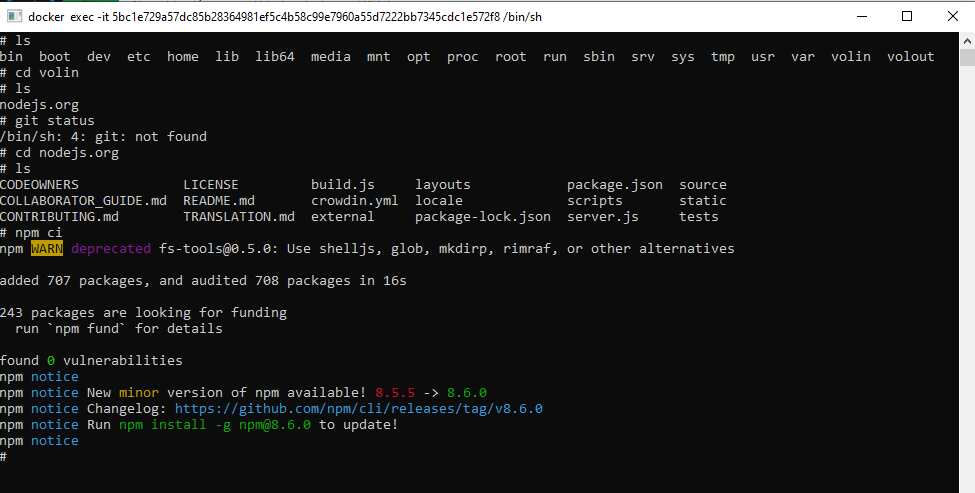 docker exec -it 5bc1e729a57dc85b28364981ef5c4b58c99e7960a55d7222bb7345cdc1e572f8 /bin/sh
# ls
bin boot dev etc home lib lib64 media mnt opt proc root run sbin srv sys tmp usr var volin volout
# cd volin
# ls
nodejs.org
# git status
/bin/sh: 4: git: not found
# cd nodejs.org
# ls
CODEOWNERS LICENSE build.js layouts package.json source
COLLABORATOR_GUIDE.md README.md crowdin.yml locale scripts static
CONTRIBUTING.md TRANSLATION.md external package-lock.json server.js tests
# npm ci
npm WARN deprecated fs-tools@0.5.0: Use shelljs, glob, mkdirp, rimraf, or other alternatives
added 707 packages, and audited 708 packages in 16s
243 packages are looking for funding
run `npm fund` for details
found 0 vulnerabilities
npm notice
npm notice New minor version of npm available! 8.5.5 -> 8.6.0
npm notice Changelog: https://github.com/npm/cli/releases/tag/v8.6.0
npm notice Run npm install -g npm@8.6.0 to update!
npm notice
#